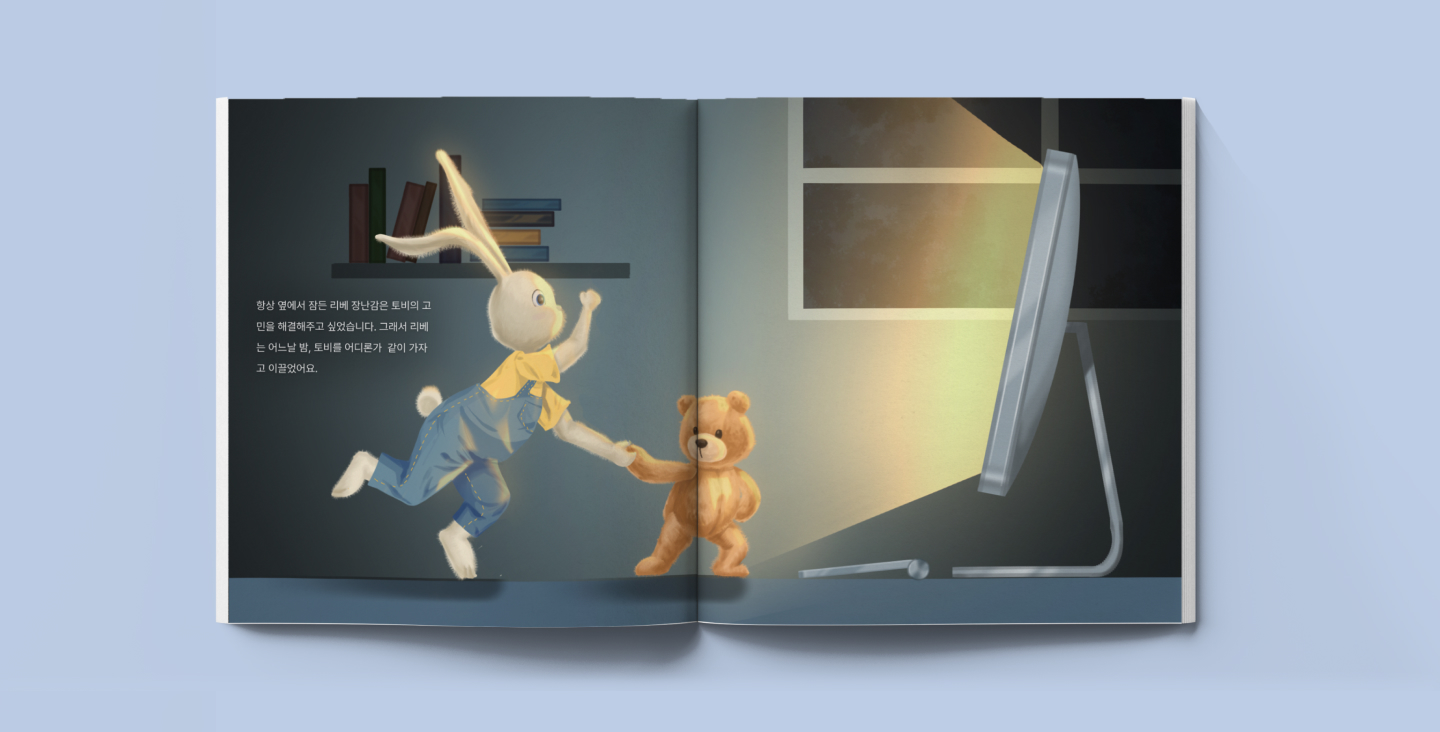 항상 옆에서 잠든 리베 장난감은 토비의 고
민을 해결해주고 싶었습니다. 그래서 리베
는 어느날 밤, 토비를 어디론가 같이 가자
고 이끌었어요.